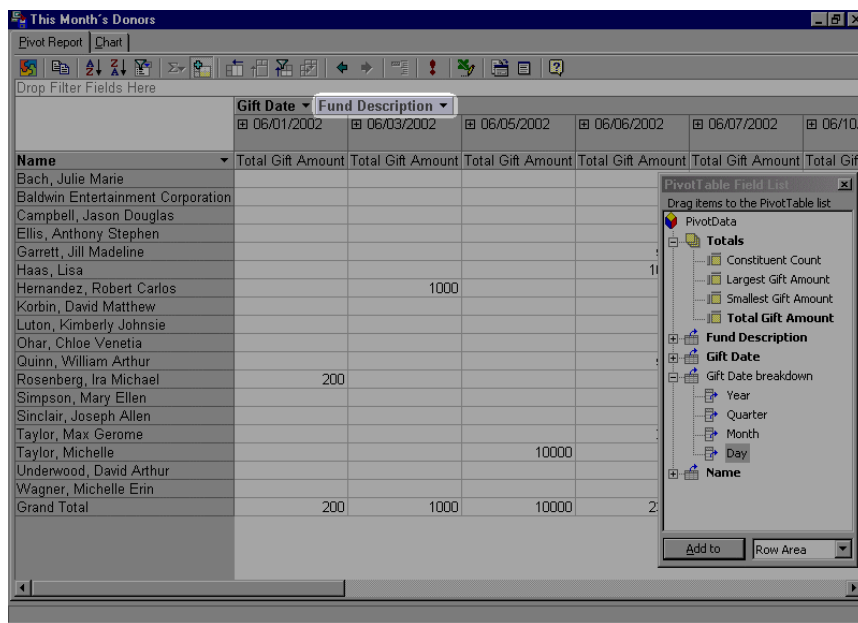 This Month's Donors
Pivot Report Chart
Drop Filter Fields Here
Gift Date Fund Description
06/01/2002 06/03/2002 06/05/2002 06/06/2002 06/07/2002 06/10
Name Total Gift Amount Total Gift Amount Total Gift Amount Total Gift Amount Total Gift Amount Total Gif
Bach, Julie Marie
Baldwin Entertainment Corporation
Campbell, Jason Douglas
Ellis, Anthony Stephen
Garrett, Jill Madeline
Haas, Lisa
Hernandez, Robert Carlos 1000
Korbin, David Matthew
Luton, Kimberly Johnsie
Ohar, Chloe Venetia
Quinn, William Arthur
Rosenberg, Ira Michael 200
Simpson, Mary Ellen
Sinclair, Joseph Allen
Taylor, Max Gerome
Taylor, Michelle 10000
Underwood, David Arthur
Wagner, Michelle Erin
Grand Total 200 1000 10000
PivotTable Field List
Drag items to the PivotTable list
PivotData
Totals
Constituent Count
Largest Gift Amount
Smallest Gift Amount
Total Gift Amount
Fund Description
Gift Date
Gift Date breakdown
Year
Quarter
Month
Day
Name
Add to Row Area